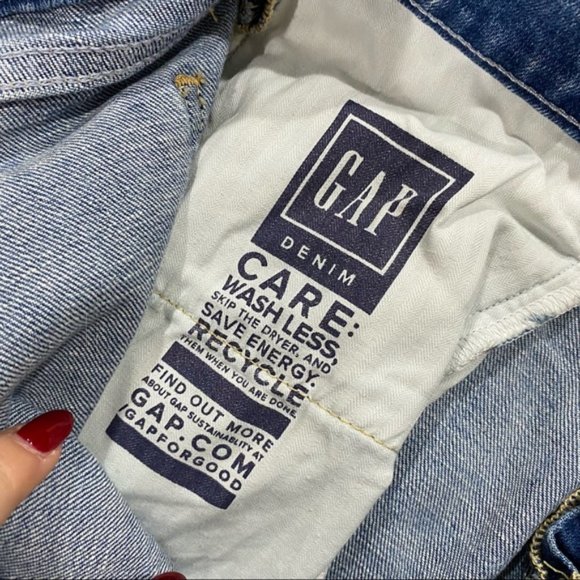 GAP
DENIM
CARE:
WASH LESS,
SKIP THE DRYER, AND
SAVE ENERGY.
RECYCLE
THEM WHEN YOU ARE DONE
FIND OUT MORE
ABOUT GAP SUSTAINABLITY AT
GAP.COM
/GAPFORGOOD